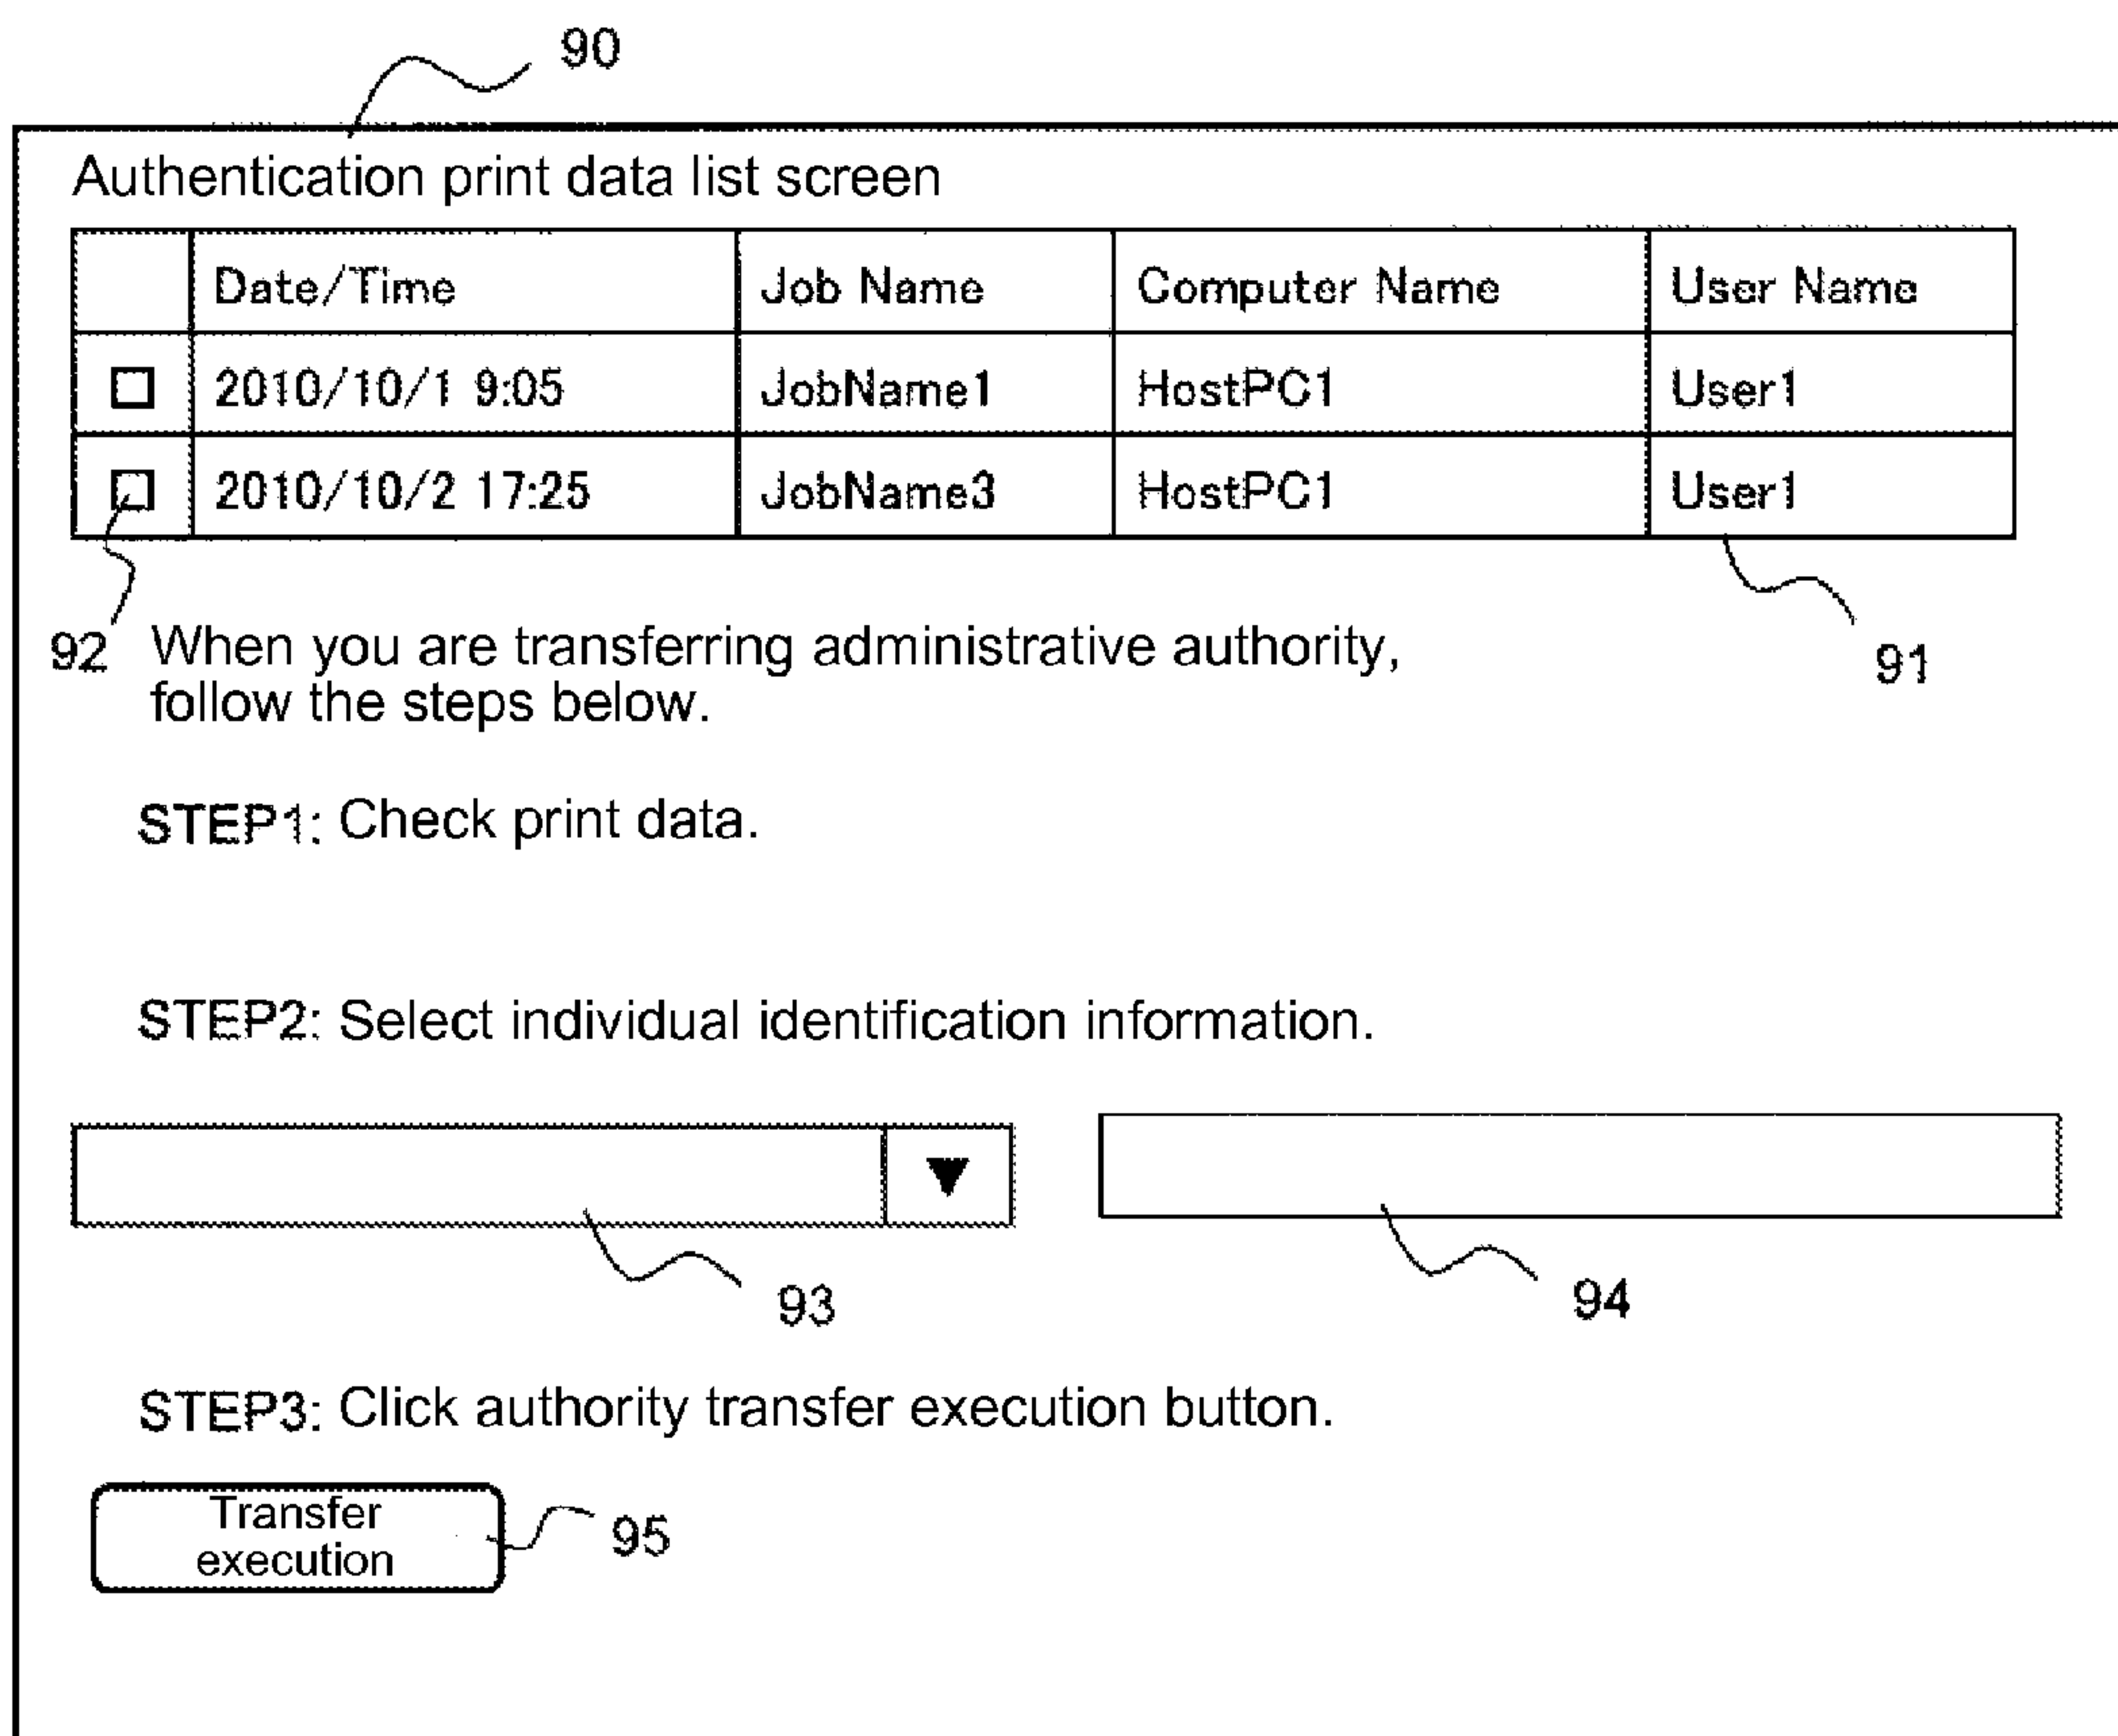 90
Authentication print data list screen
Date/Time Job Name Computer Name User Name
2010/10/1 9:05 JobName1 HostPC1 User1
2010/10/2 17:25 JobName3 HostPC1 User1
92
91
When you are transferring administrative authority,
follow the steps below.
STEP1: Check print data.
STEP2: Select individual identification information.
93
94
STEP3: Click authority transfer execution button.
Transfer
execution
95